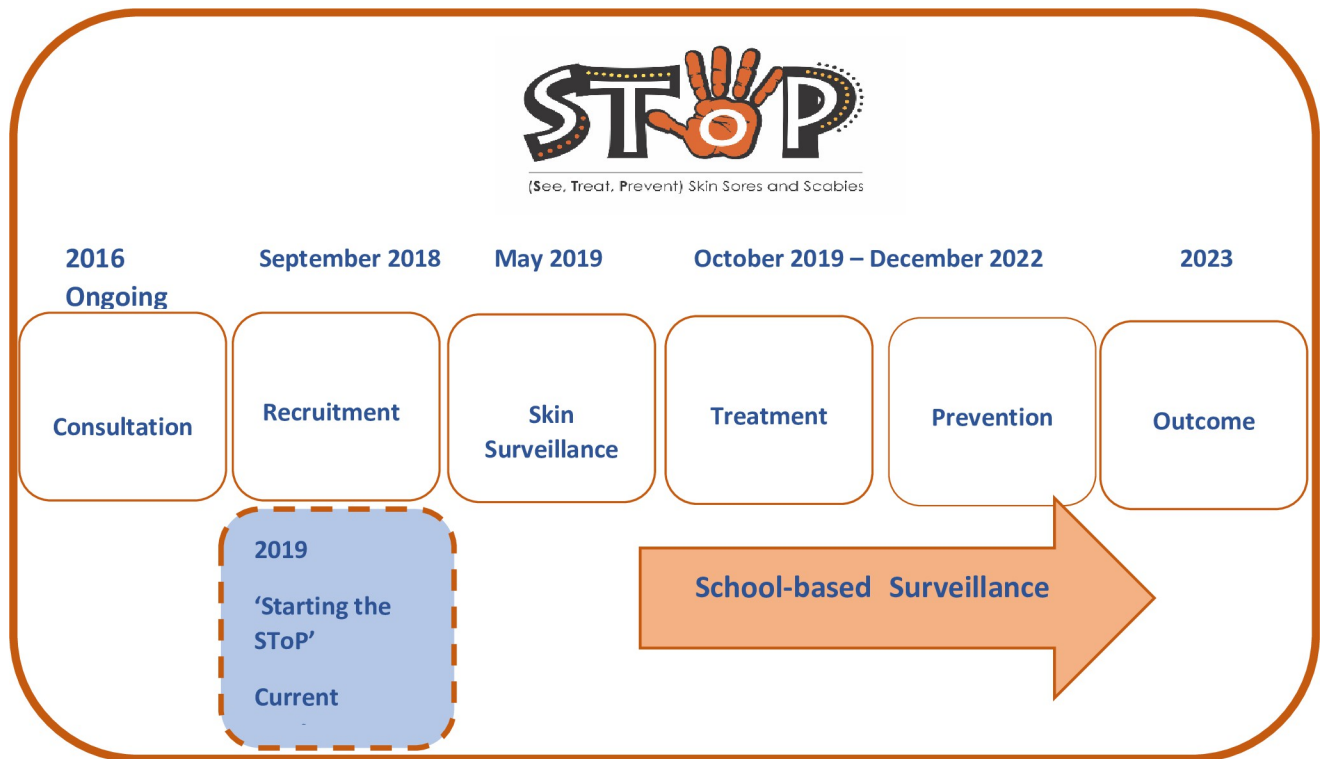 SToP
(See, Treat, Prevent) Skin Sores and Scabies
2016
Ongoing
September 2018
May 2019
October 2019 – December 2022
2023
Consultation
Recruitment
Skin
Surveillance
Treatment
Prevention
Outcome
2019
‘Starting the
SToP’
Current
School-based Surveillance